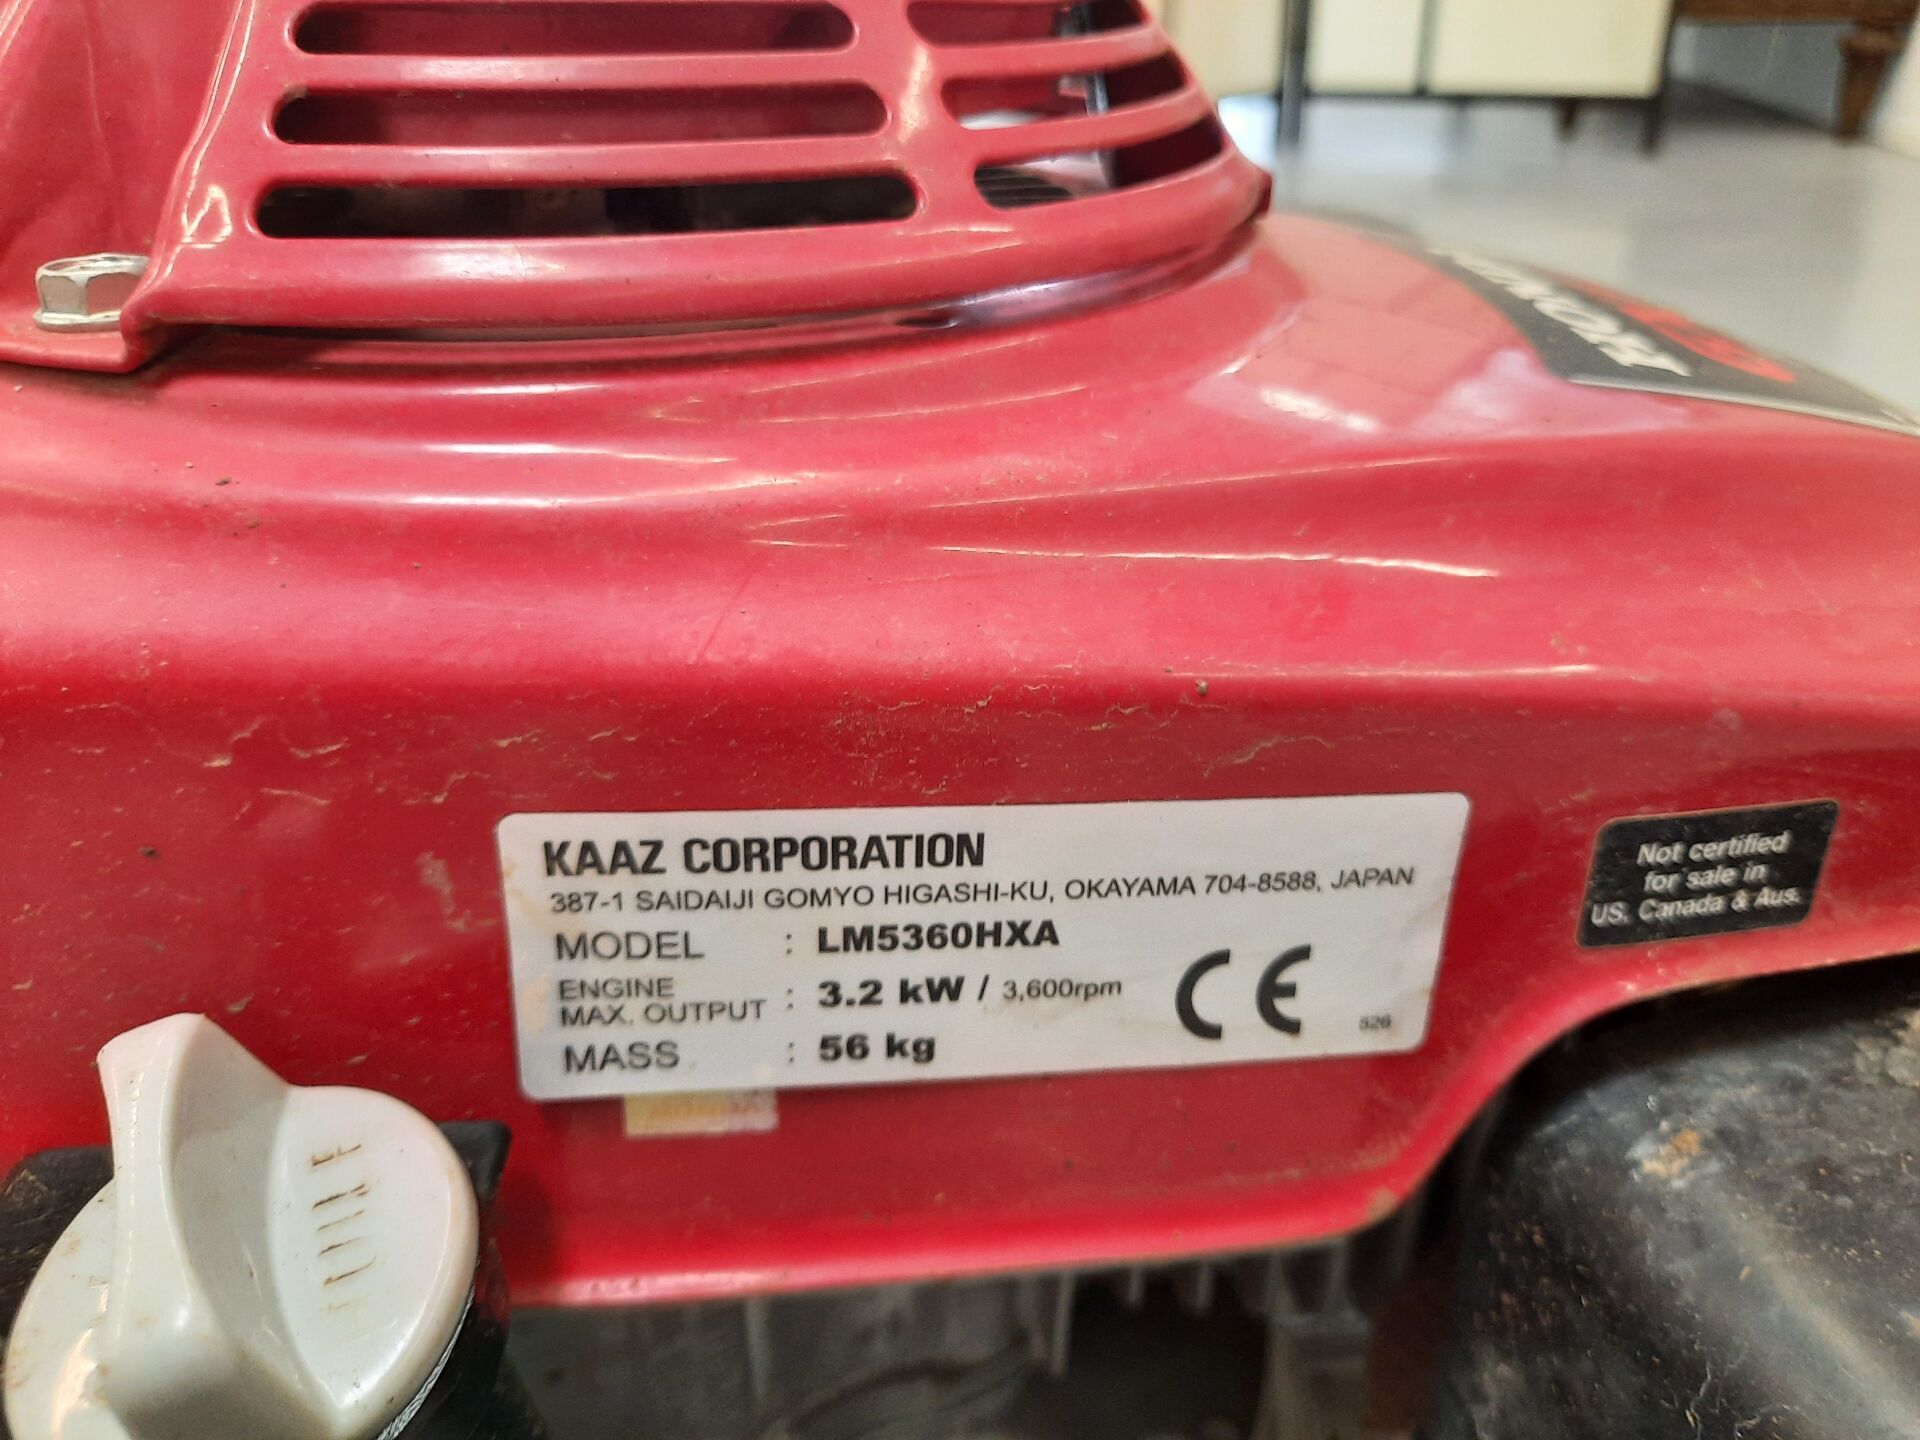 KAAZ CORPORATION
387-1 SAIDAIJI GOMYO HIGASHI-KU, OKAYAMA 704-8588, JAPAN
MODEL : LM5360HXA
ENGINE
MAX. OUTPUT : 3.2 kW / 3,600rpm
MASS : 56 kg
CE
526
Not certified
for sale in
US. Canada & Aus.